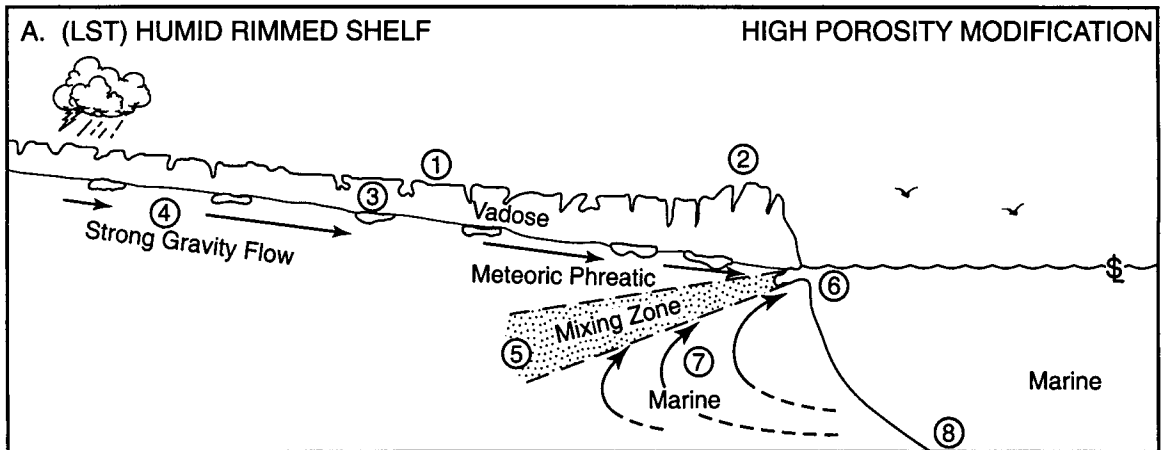 A. (LST) HUMID RIMMED SHELF
HIGH POROSITY MODIFICATION
①
②
③
Vadose
④
Strong Gravity Flow
Meteoric Phreatic
SL
⑥
Mixing Zone
⑤
⑦
Marine
Marine
⑧